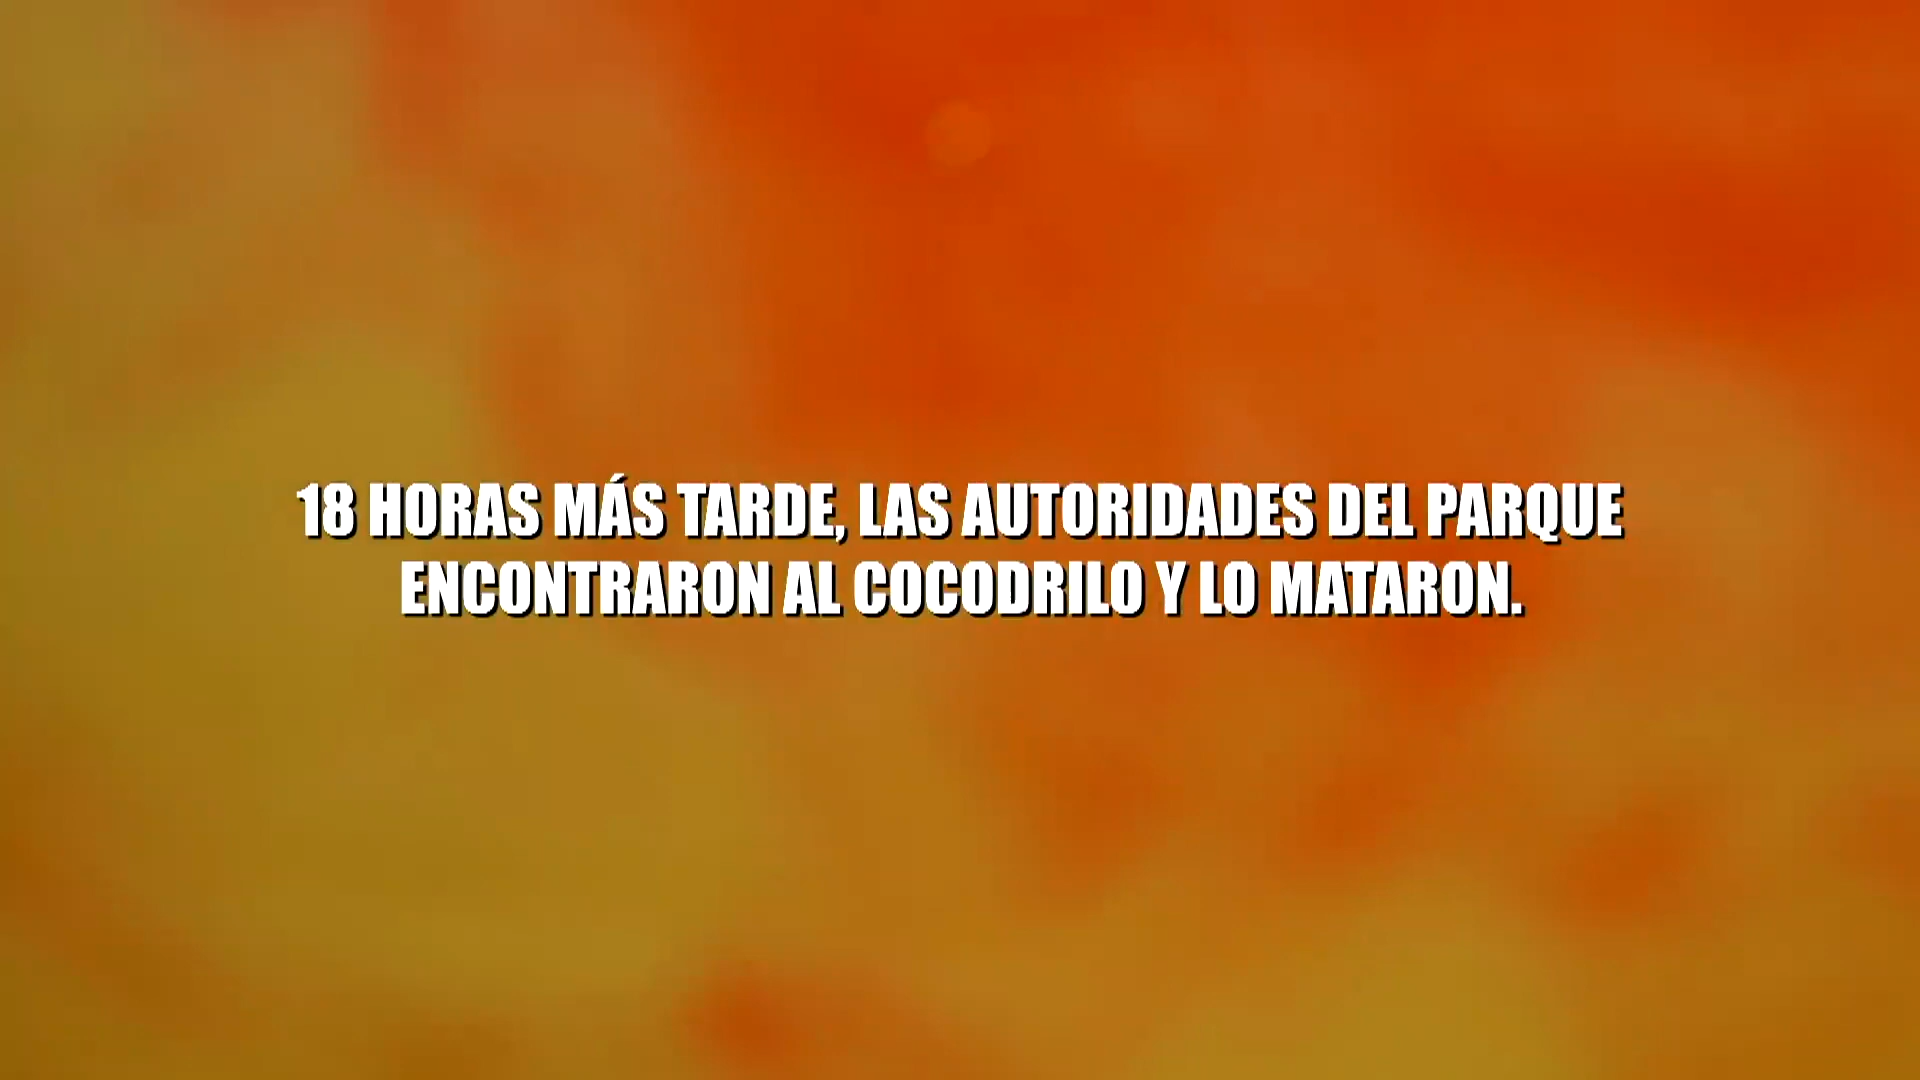 18 HORAS MÁS TARDE, LAS AUTORIDADES DEL PARQUE
ENCONTRARON AL COCODRILO Y LO MATARON.